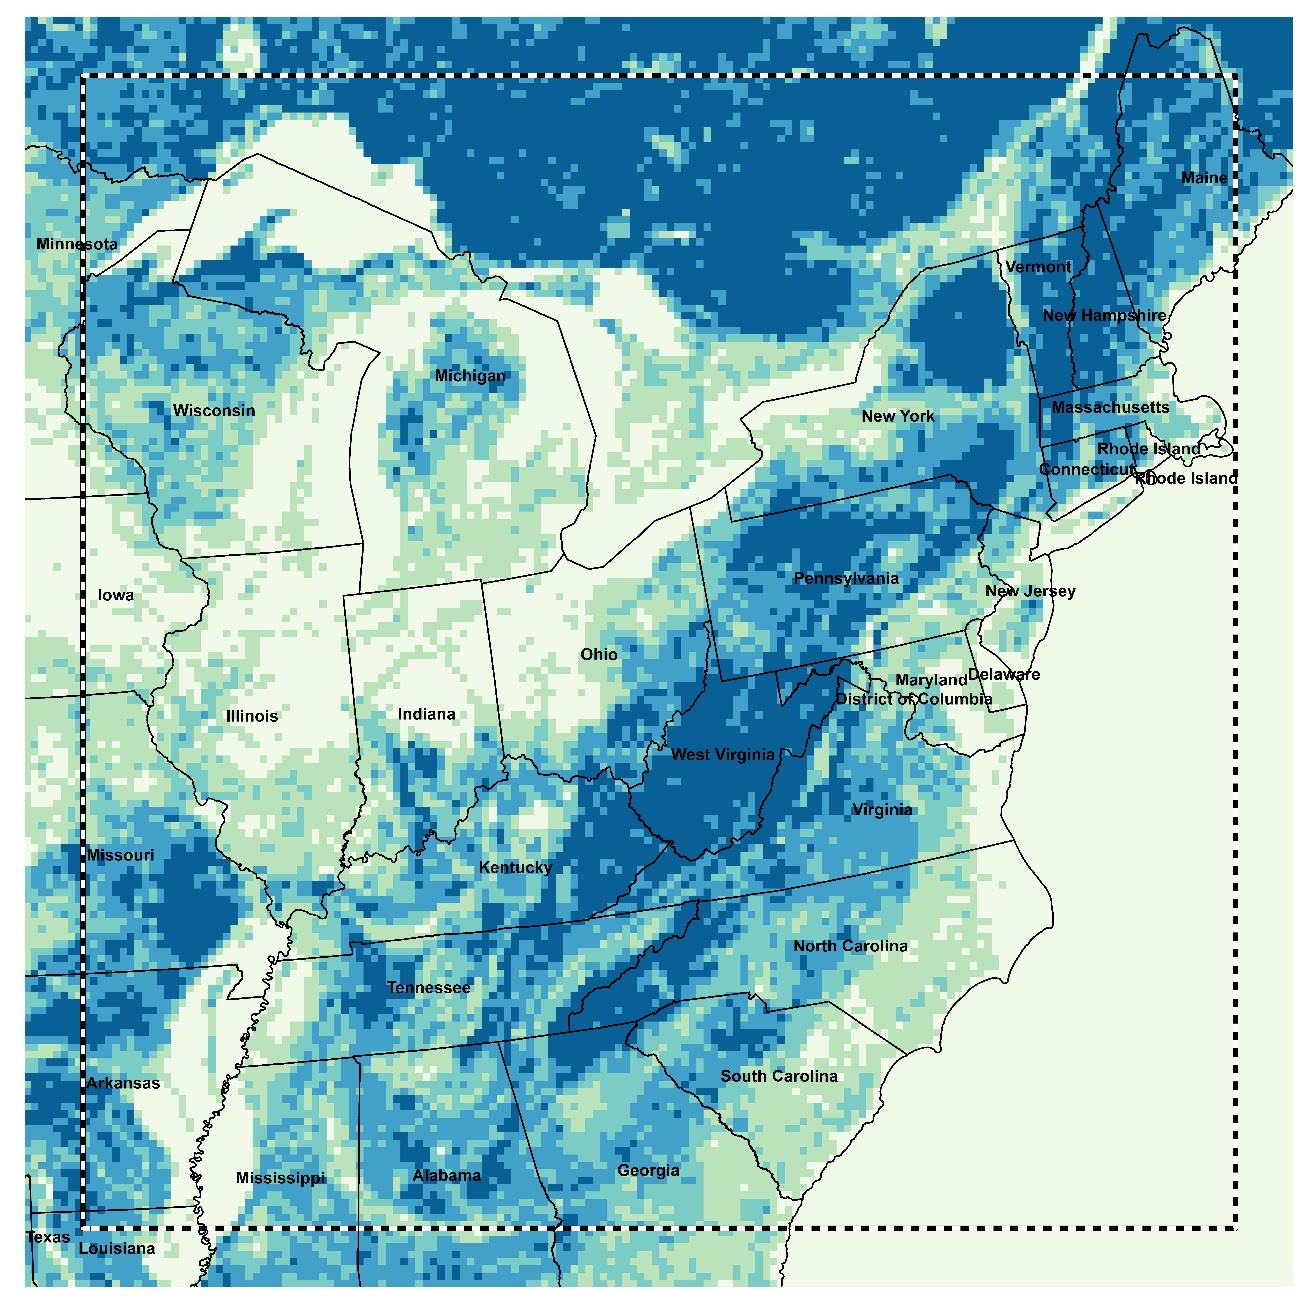 Maine
Minnesota
Vermont
New Hampshire
Michigan
Wisconsin
Massachusetts
New York
Rhode Island
Connecticut
Rhode Island
Pennsylvania
New Jersey
Iowa
Ohio
Delaware
Maryland
District of Columbia
Illinois
Indiana
West Virginia
Virginia
Missouri
Kentucky
North Carolina
Tennessee
South Carolina
Arkansas
Georgia
Alabama
Mississippi
Texas
Louisiana